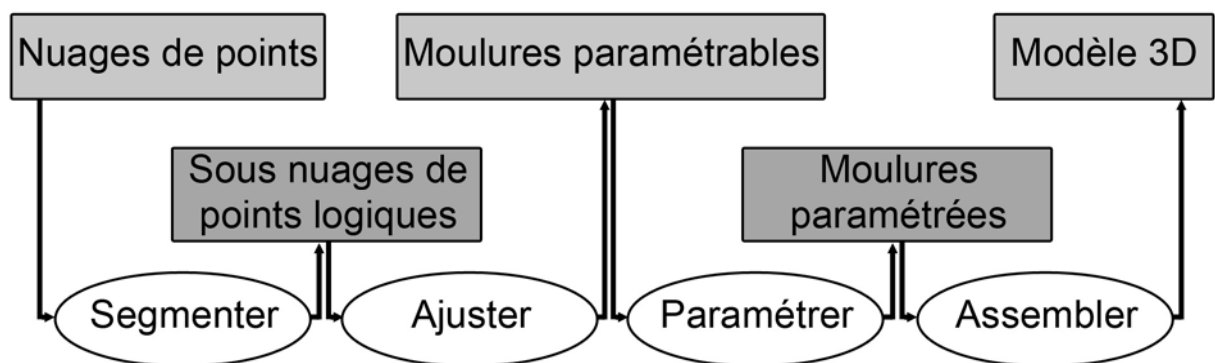 Nuages de points
Moulures paramétrables
Modèle 3D
Sous nuages de
points logiques
Moulures
paramétrées
Segmenter
Ajuster
Paramétrer
Assembler